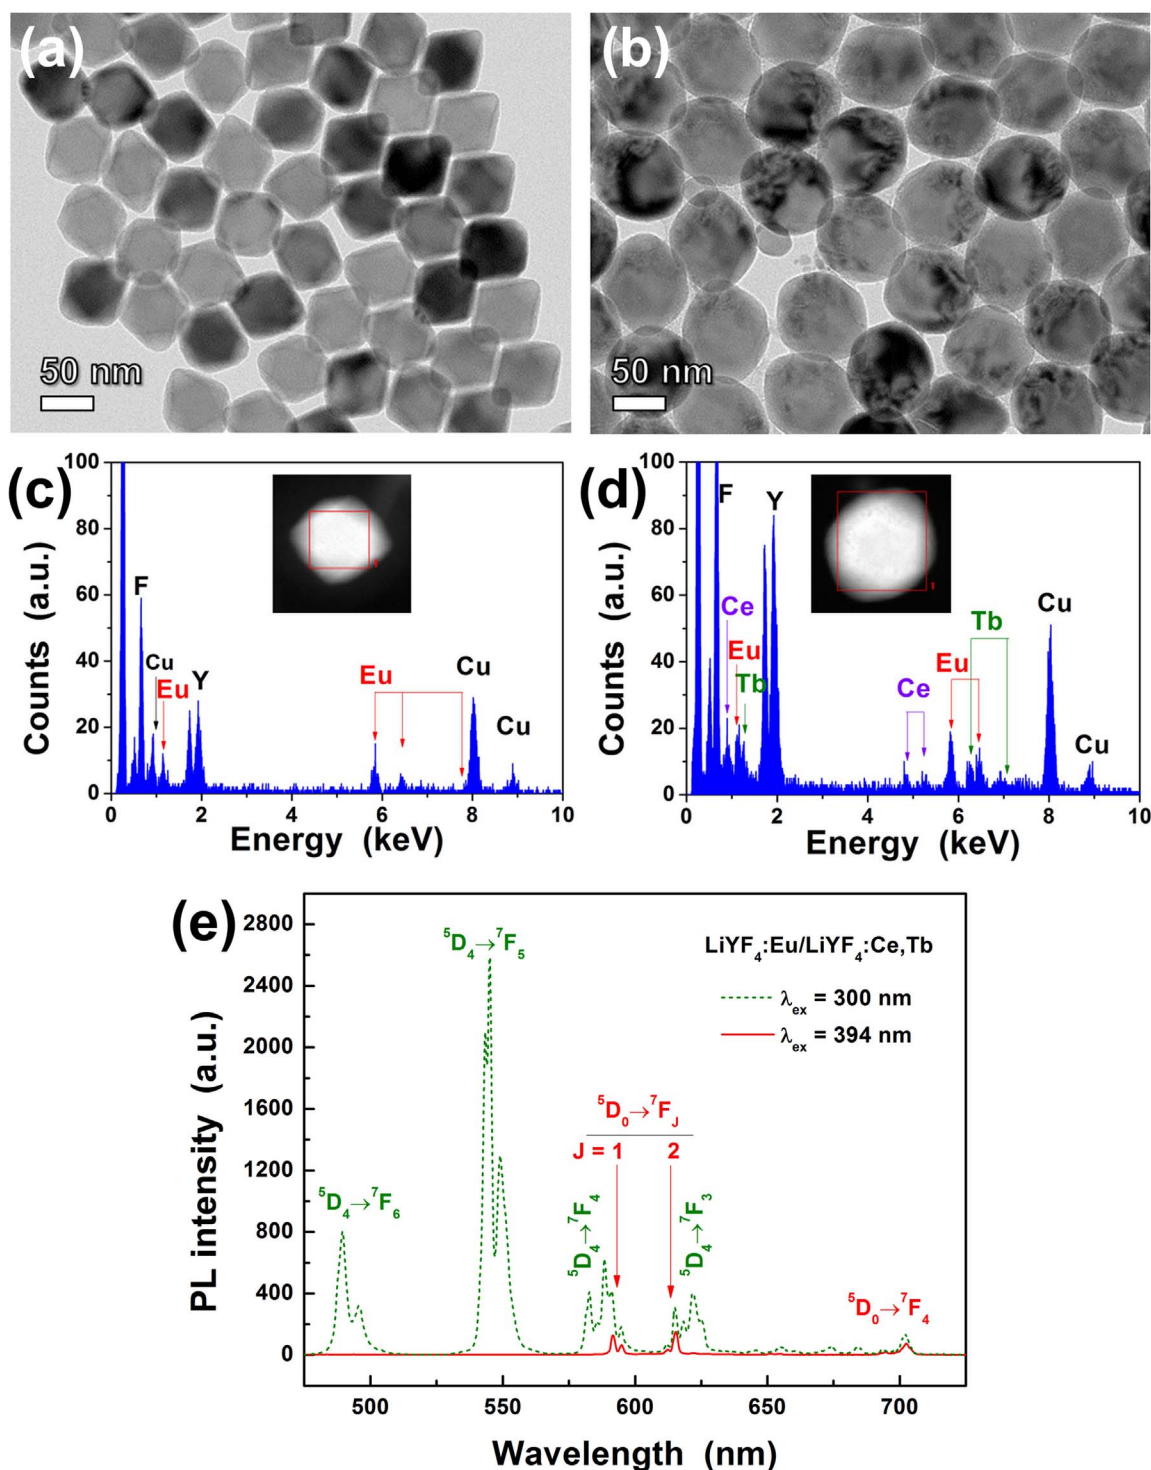 (a)
50 nm
(b)
50 nm
(c)
100
80
60
40
20
0
Counts (a.u.)
F
Cu
Eu
Y
Eu
Cu
Cu
1
0 2 4 6 8 10
Energy (keV)
(d)
100
80
60
40
20
0
Counts (a.u.)
F
Y
Ce
Eu
Tb
Ce
Eu
Tb
Cu
Cu
0 2 4 6 8 10
Energy (keV)
(e)
2800
2400
2000
1600
1200
800
400
0
PL intensity (a.u.)
LiYF₄:Eu/LiYF₄:Ce,Tb
λex = 300 nm
λex = 394 nm
⁵D₄→⁷F₆
⁵D₄→⁷F₅
⁵D₄→⁷F₄
⁵D₀→⁷FJ
J = 1 2
⁵D₄→⁷F₃
⁵D₀→⁷F₄
500 550 600 650 700
Wavelength (nm)